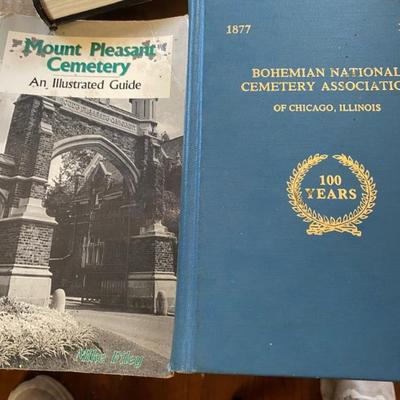 Mount Pleasant
Cemetery
An Illustrated Guide
Mike Filey
1877
BOHEMIAN NATIONAL
CEMETERY ASSOCIATION
OF CHICAGO, ILLINOIS
100
YEARS